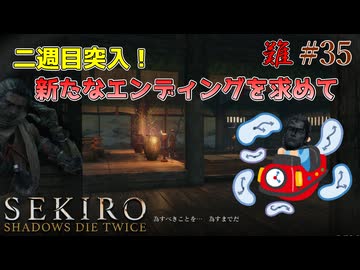 二週目突入！
難 #35
新たなエンディングを求めて
SEKIRO
SHADOWS DIE TWICE
為すべきことを… 為すまでだ